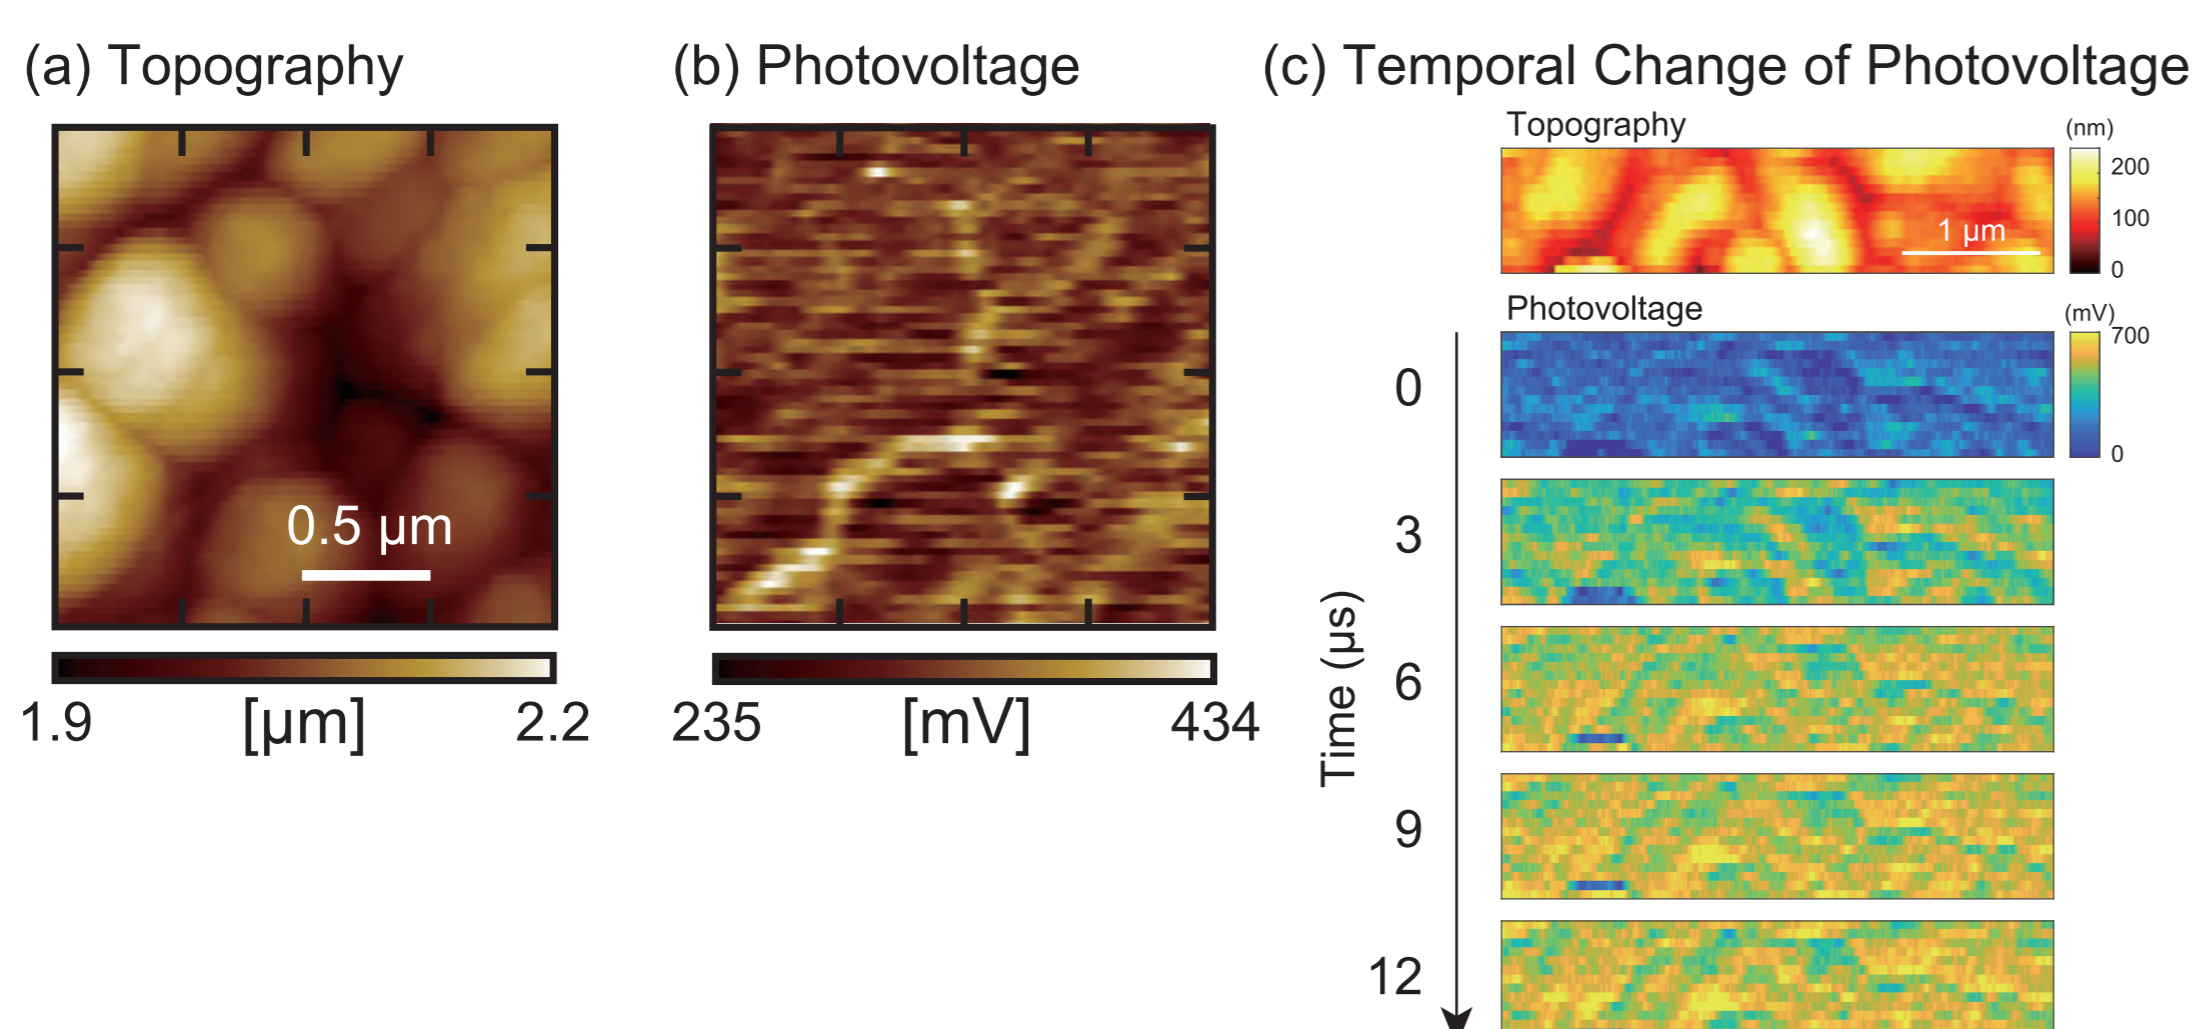 (a) Topography
0.5 µm
1.9 [µm] 2.2
(b) Photovoltage
235 [mV] 434
(c) Temporal Change of Photovoltage
Topography
(nm)
200
100
0
1 µm
Photovoltage
(mV)
700
0
Time (µs)
0
3
6
9
12